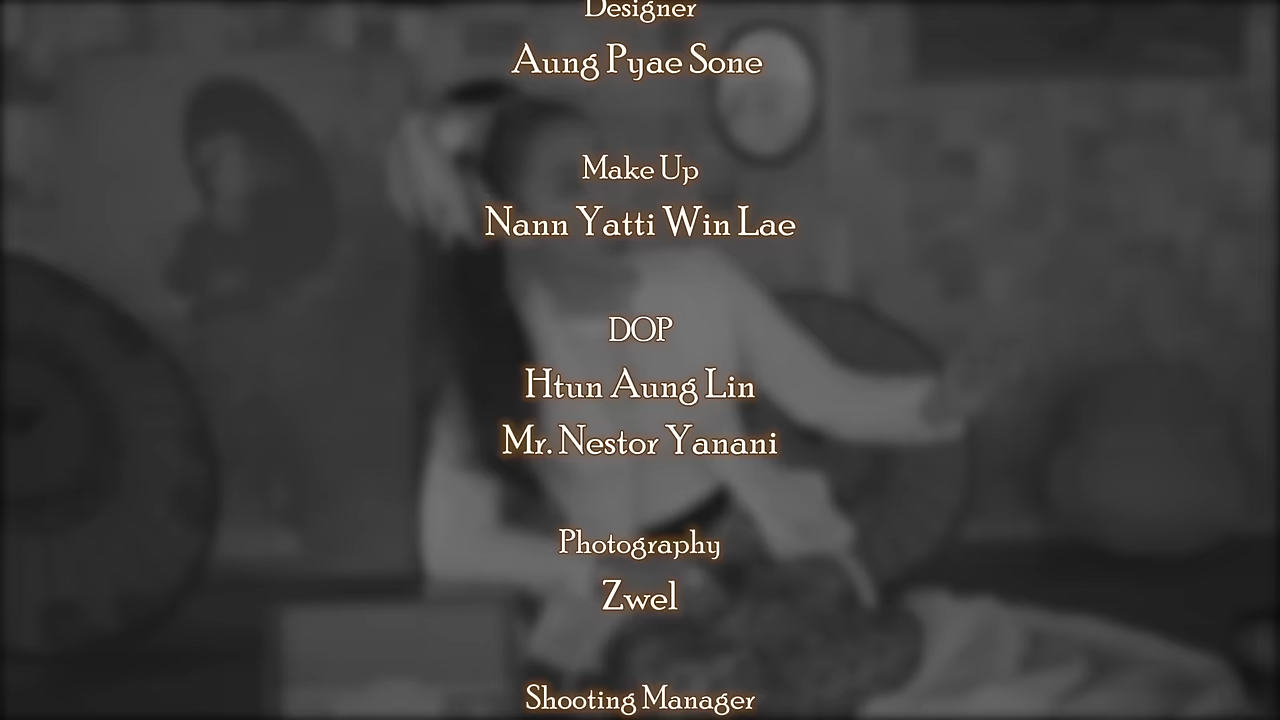 Designer
Aung Pyae Sone
Make Up
Nann Yatti Win Lae
DOP
Htun Aung Lin
Mr. Nestor Yanani
Photography
Zwel
Shooting Manager